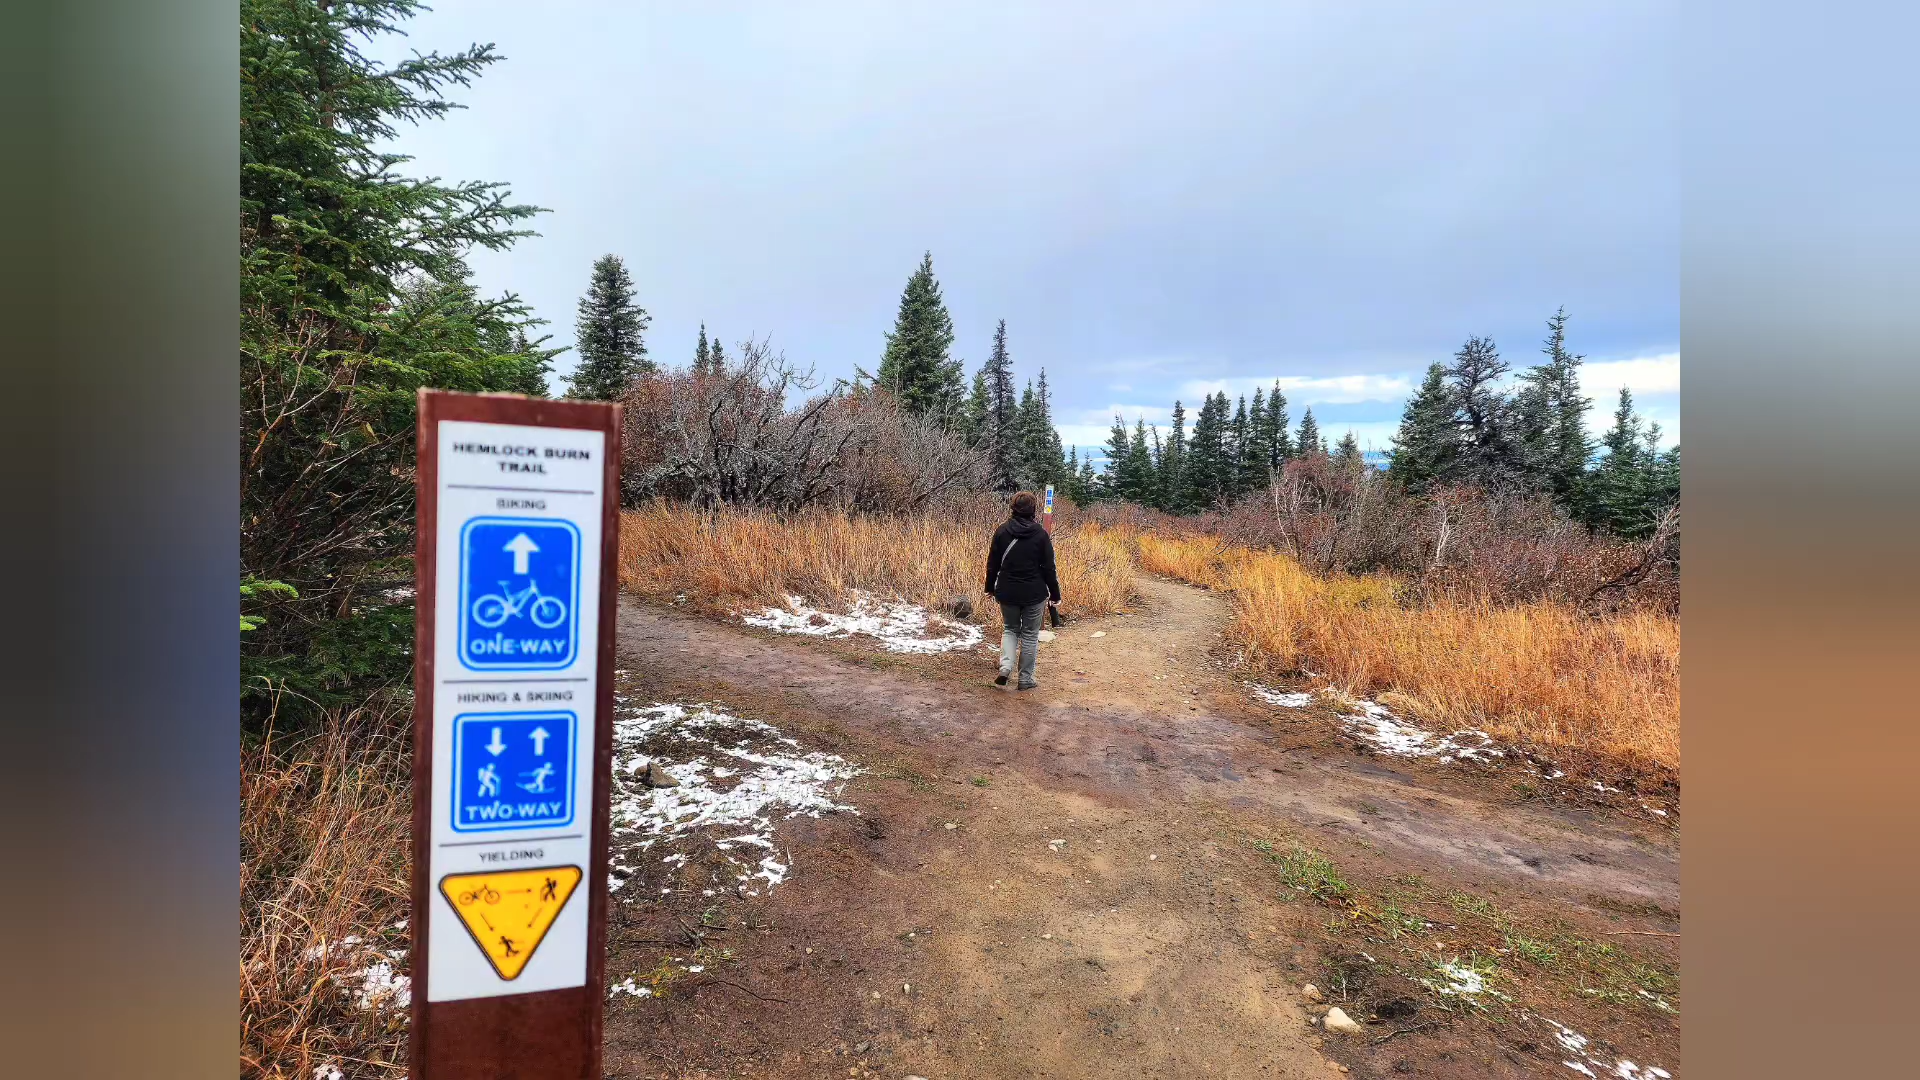 HEMLOCK BURN
TRAIL
BIKING
ONE-WAY
HIKING & SKIING
TWO-WAY
YIELDING